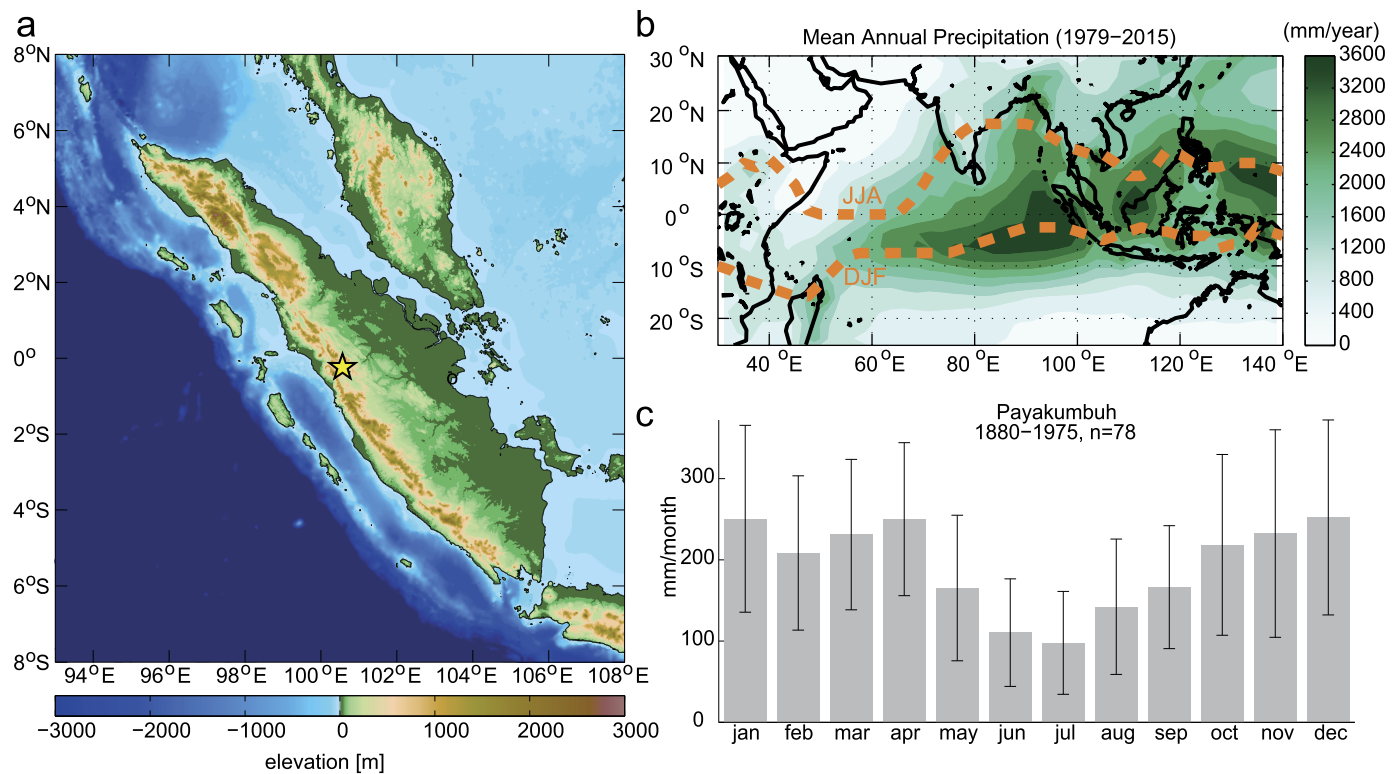 a
8°N
6°N
4°N
2°N
0°
2°S
4°S
6°S
8°S
94°E 96°E 98°E 100°E 102°E 104°E 106°E 108°E
−3000 −2000 −1000 0 1000 2000 3000
elevation [m]
b
Mean Annual Precipitation (1979−2015)
(mm/year)
30 °N
20 °N
10 °N
0°
10 °S
20 °S
JJA
DJF
40 °E 60 °E 80 °E 100 °E 120 °E 140 °E
3600
3200
2800
2400
2000
1600
1200
800
400
0
c
Payakumbuh
1880−1975, n=78
mm/month
300
200
100
0
jan feb mar apr may jun jul aug sep oct nov dec